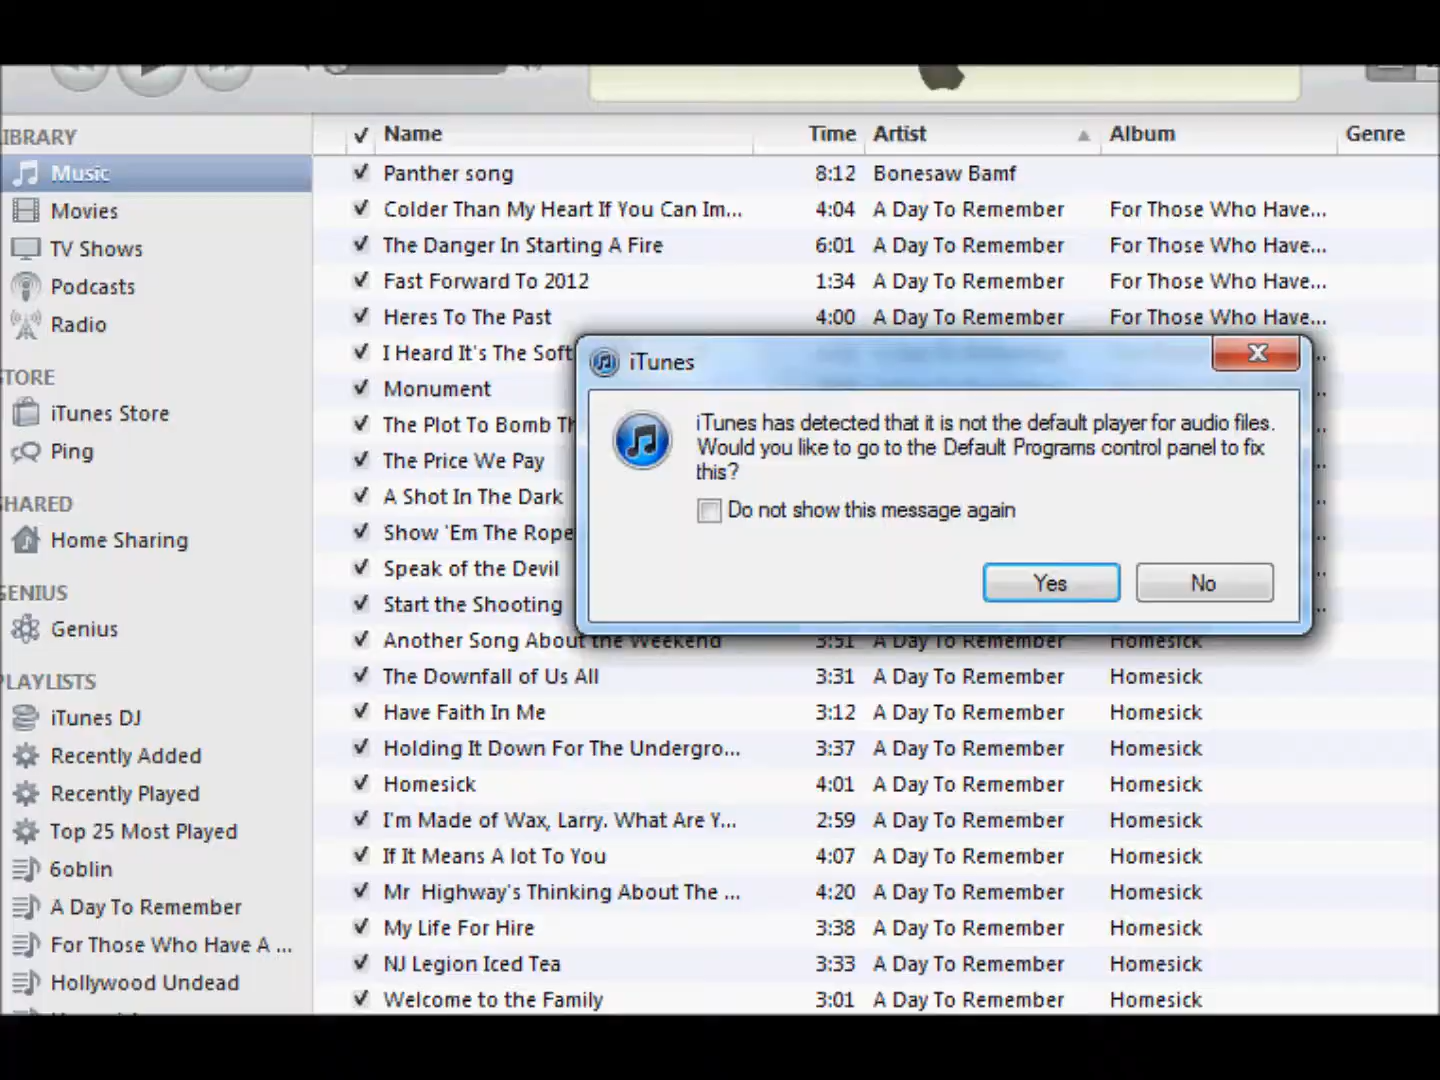 IBRARY
Music
Movies
TV Shows
Podcasts
Radio
STORE
iTunes Store
Ping
SHARED
Home Sharing
GENIUS
Genius
PLAYLISTS
iTunes DJ
Recently Added
Recently Played
Top 25 Most Played
6oblin
A Day To Remember
For Those Who Have A ...
Hollywood Undead
Name Time Artist Album Genre
Panther song 8:12 Bonesaw Bamf
Colder Than My Heart If You Can Im... 4:04 A Day To Remember For Those Who Have...
The Danger In Starting A Fire 6:01 A Day To Remember For Those Who Have...
Fast Forward To 2012 1:34 A Day To Remember For Those Who Have...
Heres To The Past 4:00 A Day To Remember For Those Who Have...
I Heard It's The Soft
Monument
The Plot To Bomb Th
The Price We Pay
A Shot In The Dark
Show 'Em The Rope
Speak of the Devil
Start the Shooting
Another Song About the Weekend 3:51 A Day To Remember Homesick
The Downfall of Us All 3:31 A Day To Remember Homesick
Have Faith In Me 3:12 A Day To Remember Homesick
Holding It Down For The Undergro... 3:37 A Day To Remember Homesick
Homesick 4:01 A Day To Remember Homesick
I'm Made of Wax, Larry. What Are Y... 2:59 A Day To Remember Homesick
If It Means A lot To You 4:07 A Day To Remember Homesick
Mr Highway's Thinking About The ... 4:20 A Day To Remember Homesick
My Life For Hire 3:38 A Day To Remember Homesick
NJ Legion Iced Tea 3:33 A Day To Remember Homesick
Welcome to the Family 3:01 A Day To Remember Homesick
iTunes
iTunes has detected that it is not the default player for audio files.
Would you like to go to the Default Programs control panel to fix
this?
Do not show this message again
Yes No